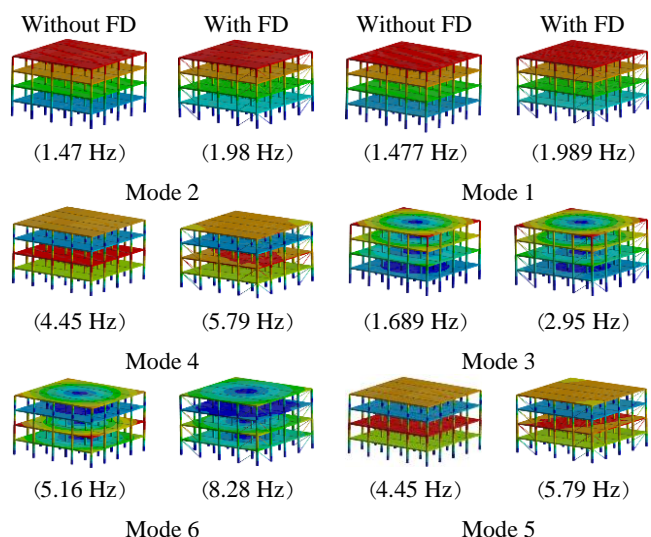 Without FD With FD Without FD With FD
(1.47 Hz) (1.98 Hz) (1.477 Hz) (1.989 Hz)
Mode 2 Mode 1
(4.45 Hz) (5.79 Hz) (1.689 Hz) (2.95 Hz)
Mode 4 Mode 3
(5.16 Hz) (8.28 Hz) (4.45 Hz) (5.79 Hz)
Mode 6 Mode 5